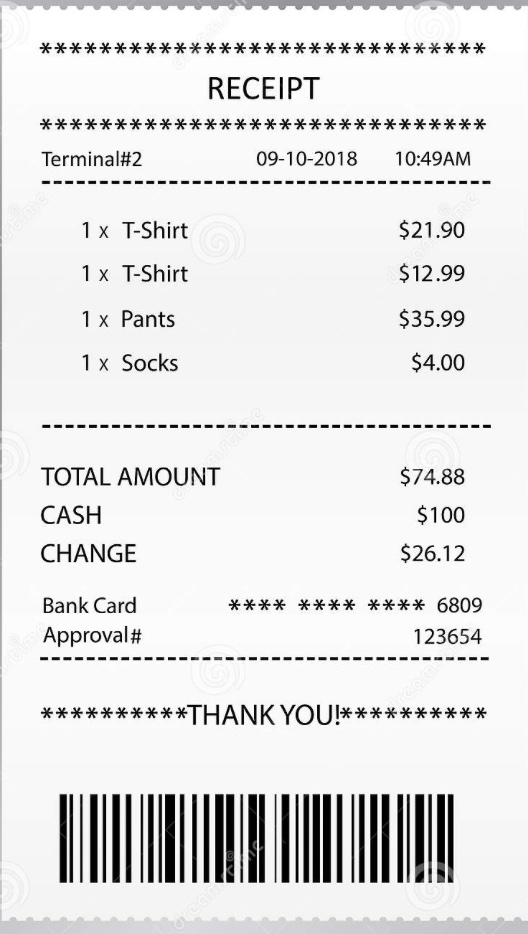 ******************************
RECEIPT
******************************
Terminal#2 09-10-2018 10:49AM
1 x T-Shirt $21.90
1 x T-Shirt $12.99
1 x Pants $35.99
1 x Socks $4.00
TOTAL AMOUNT $74.88
CASH $100
CHANGE $26.12
Bank Card **** **** **** 6809
Approval# 123654
**********THANK YOU!**********
dreamstime